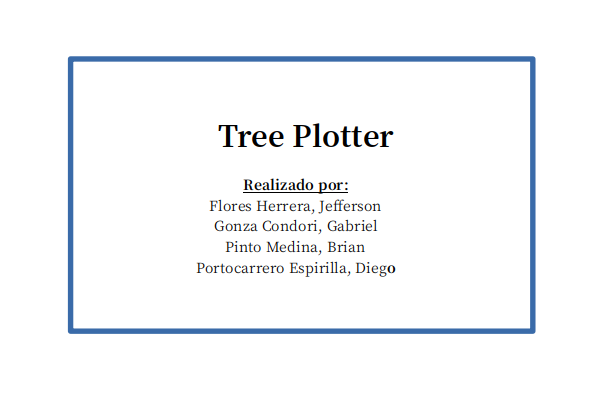 Tree Plotter
Realizado por:
Flores Herrera, Jefferson
Gonza Condori, Gabriel
Pinto Medina, Brian
Portocarrero Espirilla, Diego